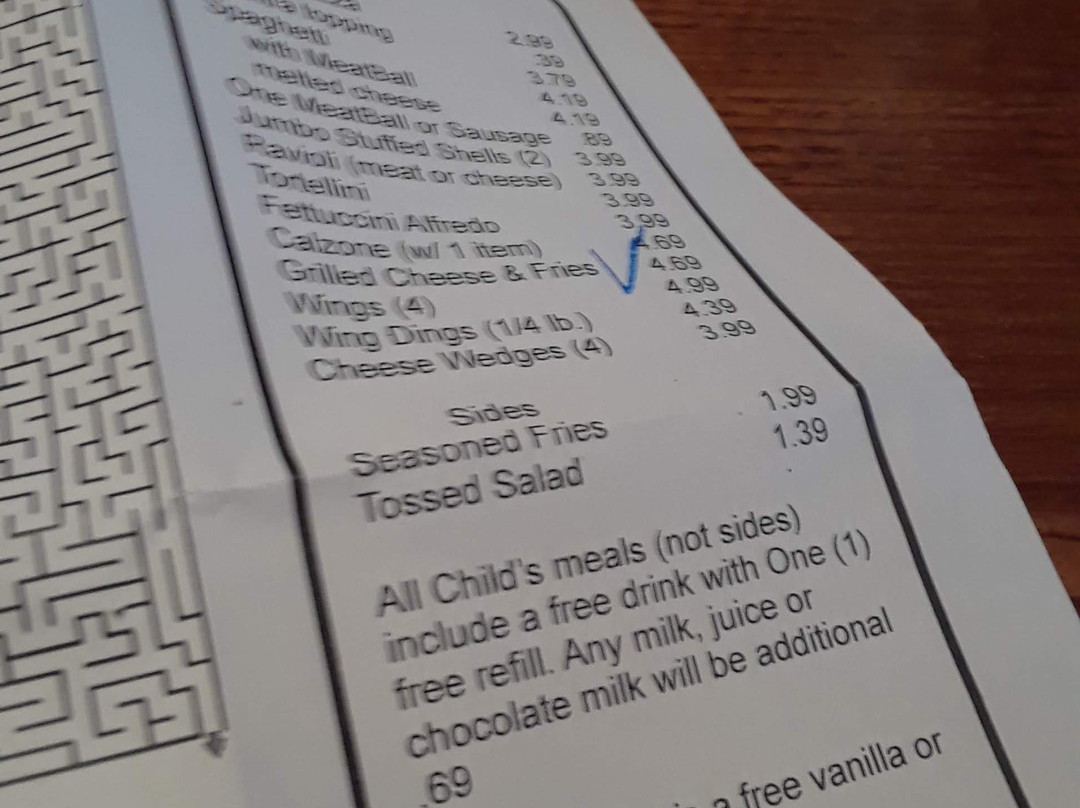 2.99
topping .39
Spaghetti 3.79
with MeatBall 4.19
melted cheese 4.19
One MeatBall or Sausage .89
Jumbo Stuffed Shells (2) 3.99
Ravioli (meat or cheese) 3.99
Tortellini 3.99
Fettuccini Alfredo 3.99
Calzone (w/ 1 item) 4.69
Grilled Cheese & Fries 4.69
Wings (4) 4.99
Wing Dings (1/4 lb.) 4.39
Cheese Wedges (4) 3.99
Sides
Seasoned Fries 1.99
Tossed Salad 1.39
All Child's meals (not sides)
include a free drink with One (1)
free refill. Any milk, juice or
chocolate milk will be additional
.69
a free vanilla or